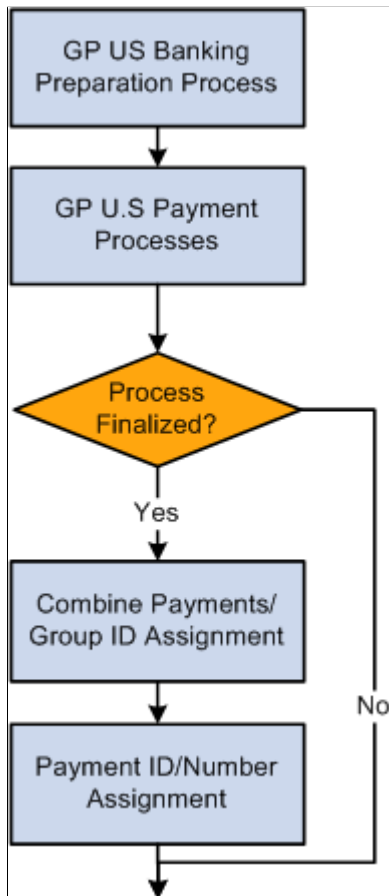 GP US Banking
Preparation Process
GP U.S Payment
Processes
Process
Finalized?
Yes
Combine Payments/
Group ID Assignment
No
Payment ID/Number
Assignment